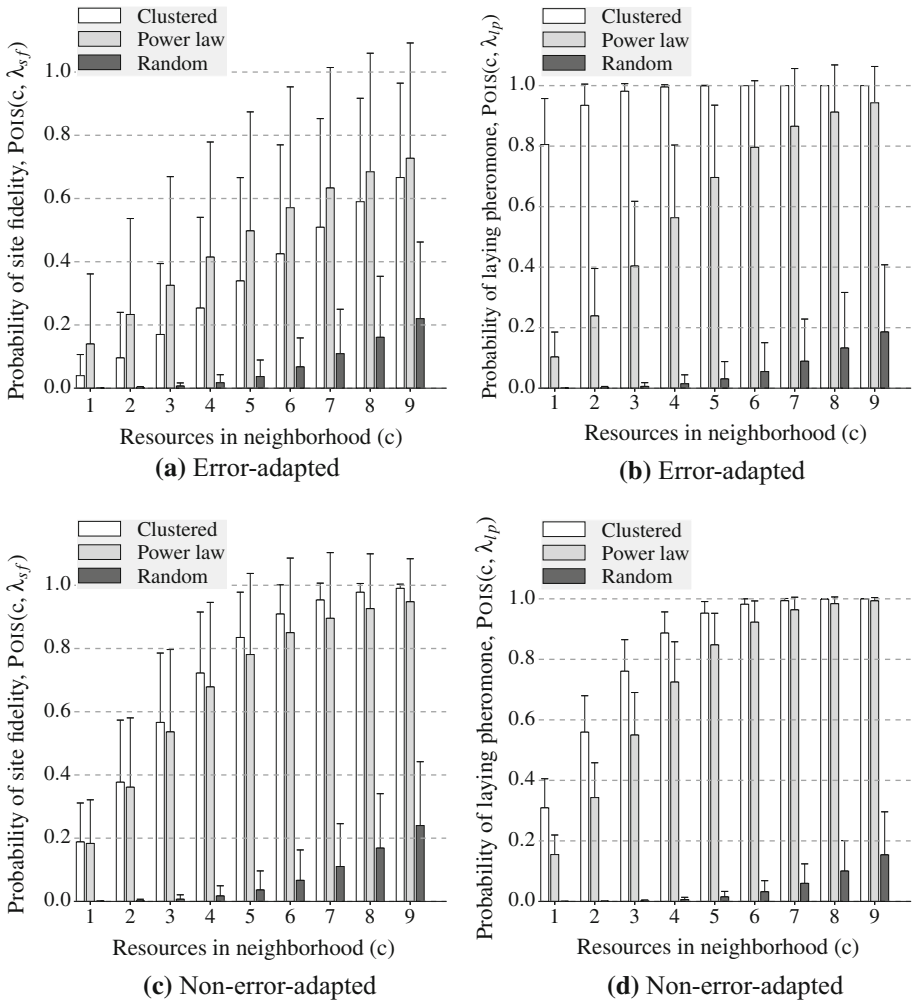 Clustered
Power law
Random
Probability of site fidelity, POIS(c, λsf)
1.0
0.8
0.6
0.4
0.2
0.0
1 2 3 4 5 6 7 8 9
Resources in neighborhood (c)
(a) Error-adapted
Clustered
Power law
Random
Probability of laying pheromone, POIS(c, λlp)
1.0
0.8
0.6
0.4
0.2
0.0
1 2 3 4 5 6 7 8 9
Resources in neighborhood (c)
(b) Error-adapted
Clustered
Power law
Random
Probability of site fidelity, POIS(c, λsf)
1.0
0.8
0.6
0.4
0.2
0.0
1 2 3 4 5 6 7 8 9
Resources in neighborhood (c)
(c) Non-error-adapted
Clustered
Power law
Random
Probability of laying pheromone, POIS(c, λlp)
1.0
0.8
0.6
0.4
0.2
0.0
1 2 3 4 5 6 7 8 9
Resources in neighborhood (c)
(d) Non-error-adapted